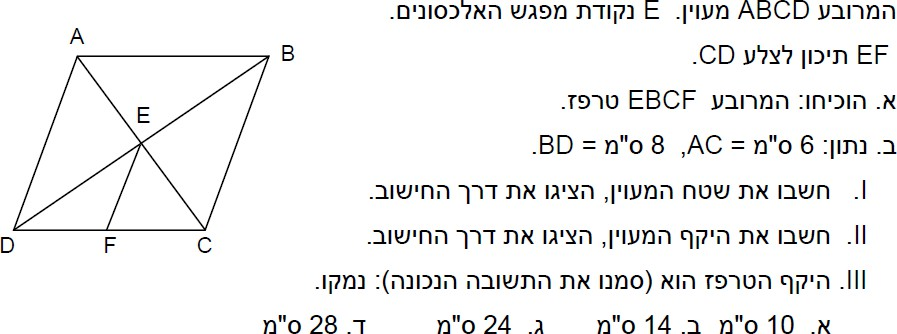 המרובע ABCD מעוין. E נקודת מפגש האלכסונים.
EF תיכון לצלע CD.
א. הוכיחו: המרובע EBCF טרפז.
ב. נתון: 6 ס"מ = AC, 8 ס"מ = BD.
I. חשבו את שטח המעוין, הציגו את דרך החישוב.
II. חשבו את היקף המעוין, הציגו את דרך החישוב.
III. היקף הטרפז הוא (סמנו את התשובה הנכונה): נמקו.
א. 10 ס"מ ב. 14 ס"מ ג. 24 ס"מ ד. 28 ס"מ
A
B
E
D
F
C